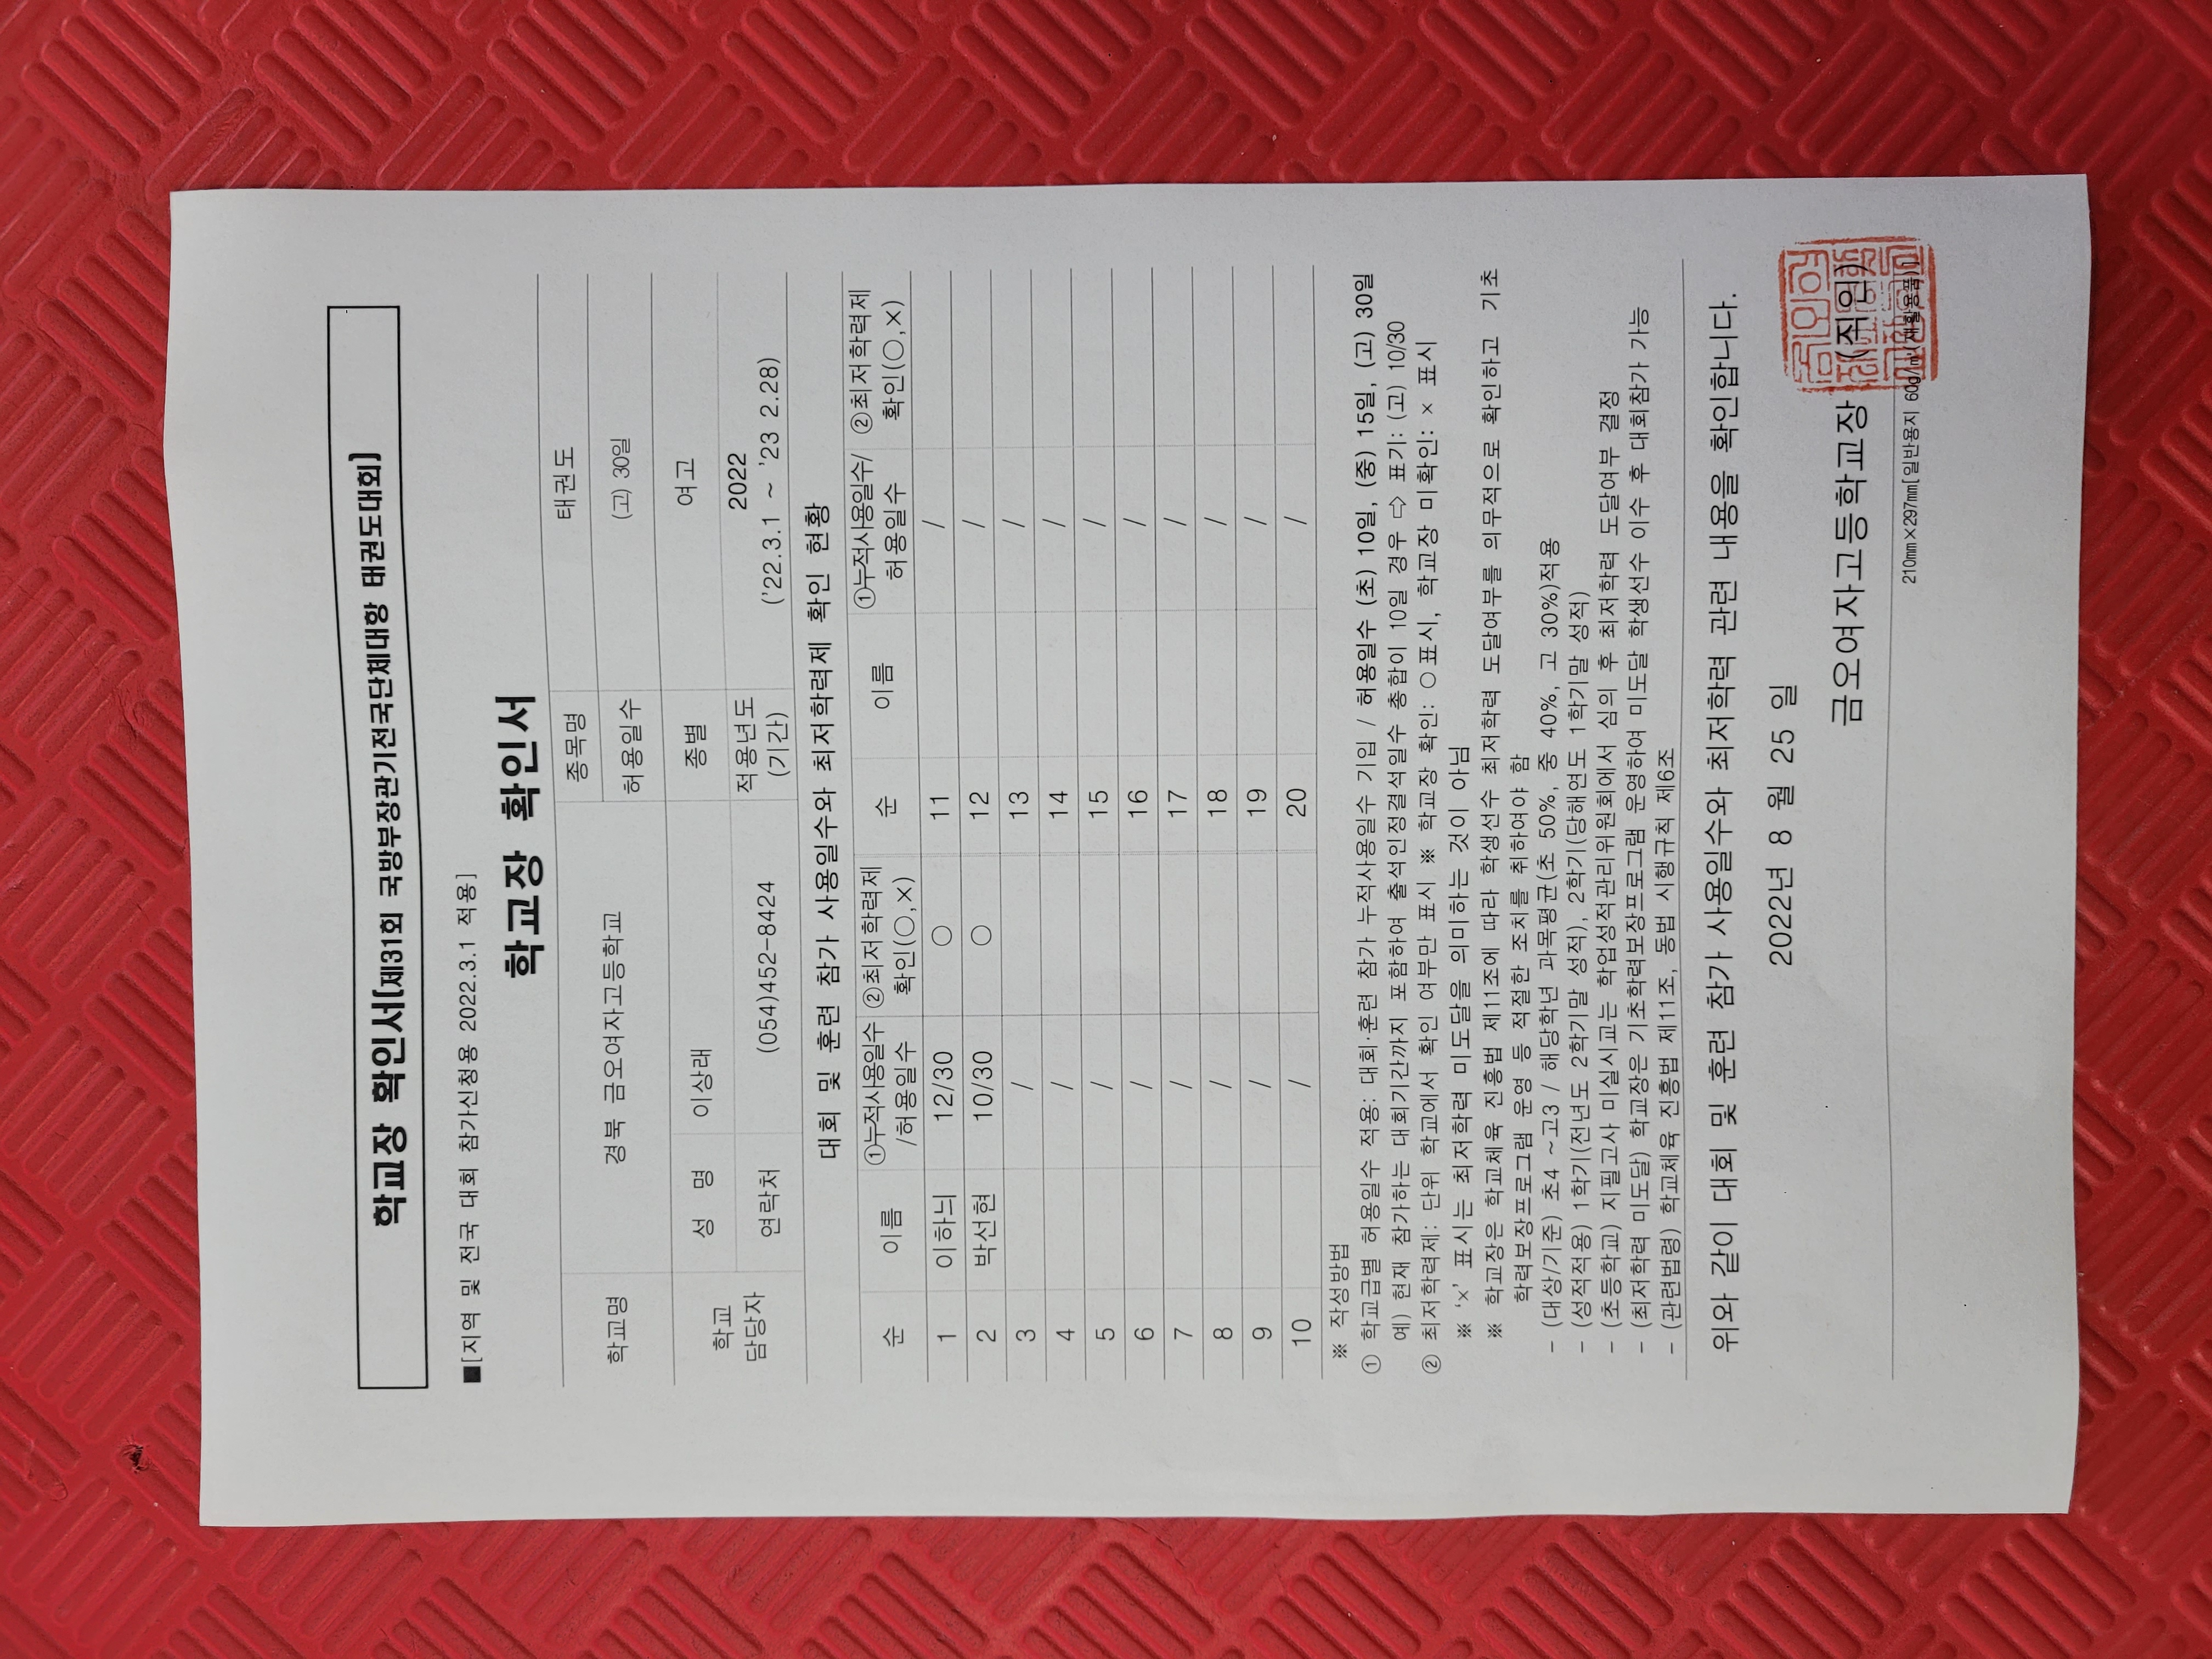 학교장 확인서(제31회 국방부장관기전국단체대항 태권도대회)
■[지역 및 전국 대회 참가신청용 2022.3.1 적용]
학교장 확인서
학교명 경북 금오여자고등학교 종목명 태권도
허용일수 (고) 30일
학교 담당자 성 명 이상래 종별 여고
연락처 (054)452-8424 적용년도 (기간) 2022 ('22.3.1 ~ '23 2.28)
대회 및 훈련 참가 사용일수와 최저학력제 확인 현황
순 이름 ①누적사용일수/허용일수 ②최저학력제 확인(○,×) 순 이름 ①누적사용일수/허용일수 ②최저학력제 확인(○,×)
1 이하늬 12/30 ○ 11 /
2 박선현 10/30 ○ 12 /
3 / 13 /
4 / 14 /
5 / 15 /
6 / 16 /
7 / 17 /
8 / 18 /
9 / 19 /
10 / 20 /
※ 작성방법
① 학교급별 허용일수 적용: 대회·훈련 참가 누적사용일수 기입 / 허용일수 (초) 10일, (중) 15일, (고) 30일
예) 현재 참가하는 대회기간까지 포함하여 출석인정결석일수 총합이 10일 경우 ⇨ 표기: (고) 10/30
② 최저학력제: 단위 학교에서 확인 여부만 표시 ※ 학교장 확인: ○ 표시, 학교장 미확인: × 표시
※ ‘×’ 표시는 최저학력 미도달을 의미하는 것이 아님
※ 학교장은 학교체육 진흥법 제11조에 따라 학생선수 최저학력 도달여부를 의무적으로 확인하고 기초
학력보장프로그램 운영 등 적절한 조치를 취하여야 함
- (대상/기준) 초4 ~고3 / 해당학년 과목평균(초 50%, 중 40%, 고 30%)적용
- (성적적용) 1학기(전년도 2학기말 성적), 2학기(당해연도 1학기말 성적)
- (초등학교) 지필고사 미실시교는 학업성적관리위원회에서 심의 후 최저학력 도달여부 결정
- (최저학력 미도달) 학교장은 기초학력보장프로그램 운영하여 미도달 학생선수 이수 후 대회참가 가능
- (관련법령) 학교체육 진흥법 제11조, 동법 시행규칙 제6조
위와 같이 대회 및 훈련 참가 사용일수와 최저학력 관련 내용을 확인합니다.
2022년 8 월 25 일
금오여자고등학교장 (직인)
210mm×297mm[일반용지 60g/㎡(재활용품)]